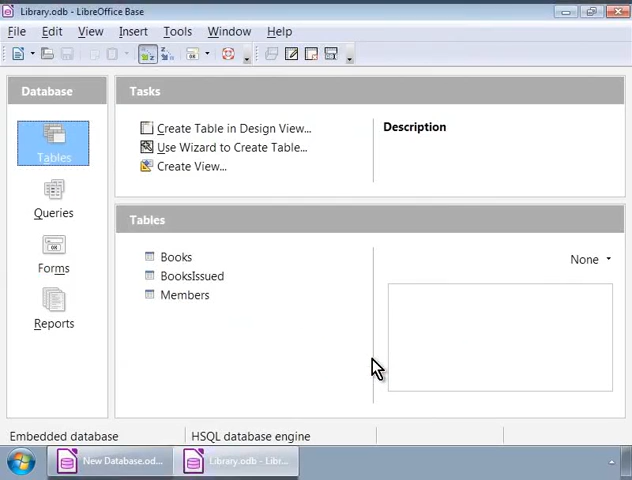 Library.odb - LibreOffice Base
File Edit View Insert Tools Window Help
Database
Tables
Queries
Forms
Reports
Tasks
Create Table in Design View...
Use Wizard to Create Table...
Create View...
Description
Tables
Books
BooksIssued
Members
None
Embedded database HSQL database engine
New Database.od... Library.odb - Libr...